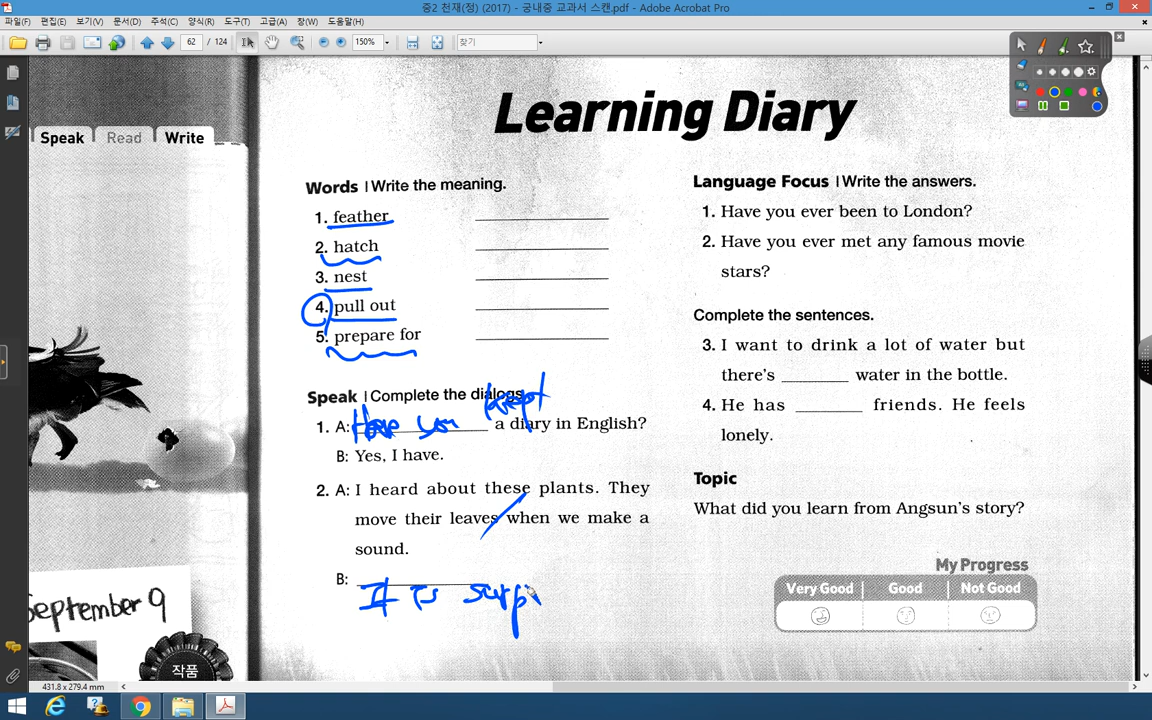 중2 천재(정) (2017) - 궁내중 교과서 스캔.pdf - Adobe Acrobat Pro
파일(F) 편집(E) 보기(V) 문서(D) 주석(C) 양식(R) 도구(T) 고급(A) 창(W) 도움말(H)
62 / 124 150% 찾기
Speak Read Write
Learning Diary
Words | Write the meaning.
1. feather
2. hatch
3. nest
4. pull out
5. prepare for
Speak | Complete the dialogs.
kept
1. A: Have you a diary in English?
B: Yes, I have.
2. A: I heard about these plants. They
move their leaves when we make a
sound.
B:
It is surpri
Language Focus | Write the answers.
1. Have you ever been to London?
2. Have you ever met any famous movie
stars?
Complete the sentences.
3. I want to drink a lot of water but
there's ________ water in the bottle.
4. He has ________ friends. He feels
lonely.
Topic
What did you learn from Angsun's story?
My Progress
Very Good Good Not Good
September 9
작품
431.8 x 279.4 mm